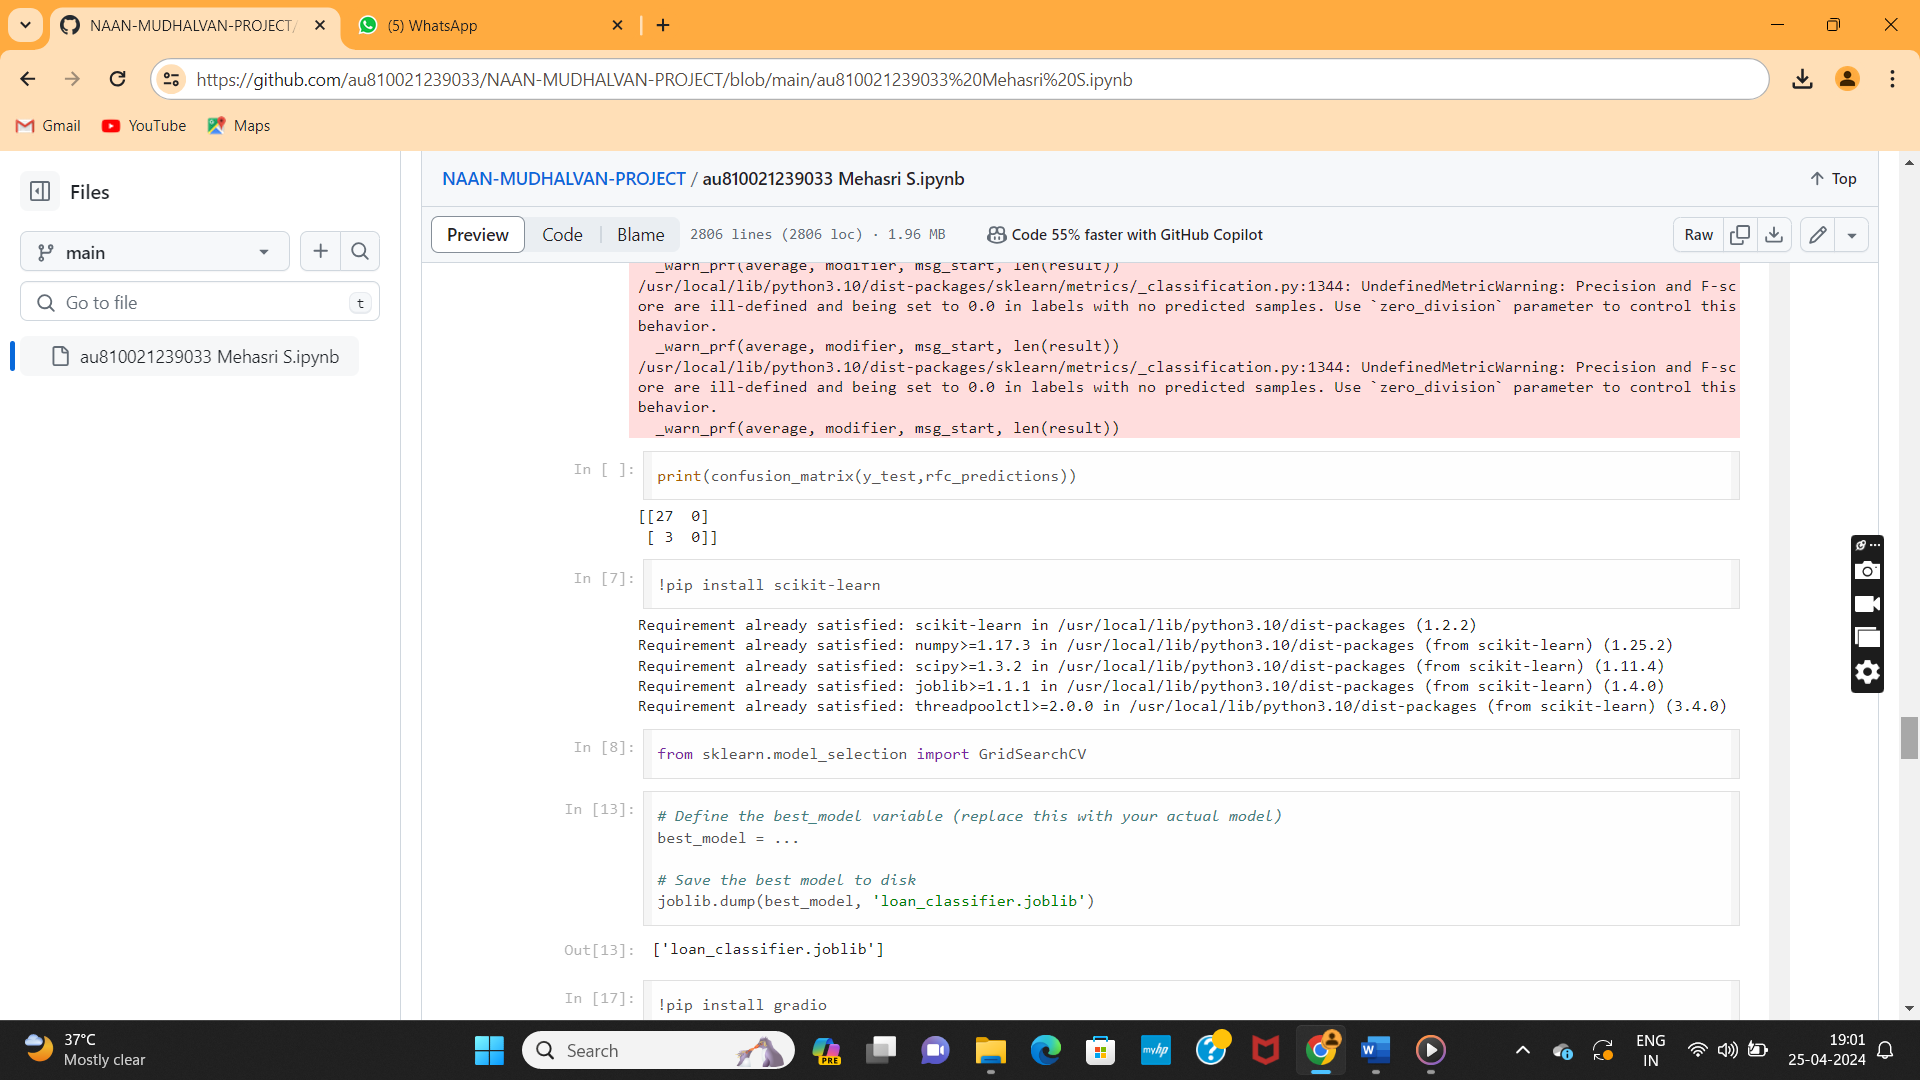 NAAN-MUDHALVAN-PROJECT/
(5) WhatsApp
https://github.com/au810021239033/NAAN-MUDHALVAN-PROJECT/blob/main/au810021239033%20Mehasri%20S.ipynb
Gmail YouTube Maps
Files
NAAN-MUDHALVAN-PROJECT / au810021239033 Mehasri S.ipynb
Top
main
Preview Code Blame 2806 lines (2806 loc) · 1.96 MB Code 55% faster with GitHub Copilot Raw
Go to file t
au810021239033 Mehasri S.ipynb
_warn_prf(average, modifier, msg_start, len(result))
/usr/local/lib/python3.10/dist-packages/sklearn/metrics/_classification.py:1344: UndefinedMetricWarning: Precision and F-sc
ore are ill-defined and being set to 0.0 in labels with no predicted samples. Use `zero_division` parameter to control this
behavior.
_warn_prf(average, modifier, msg_start, len(result))
/usr/local/lib/python3.10/dist-packages/sklearn/metrics/_classification.py:1344: UndefinedMetricWarning: Precision and F-sc
ore are ill-defined and being set to 0.0 in labels with no predicted samples. Use `zero_division` parameter to control this
behavior.
_warn_prf(average, modifier, msg_start, len(result))
In [ ]: print(confusion_matrix(y_test,rfc_predictions))
[[27  0]
[ 3  0]]
In [7]: !pip install scikit-learn
Requirement already satisfied: scikit-learn in /usr/local/lib/python3.10/dist-packages (1.2.2)
Requirement already satisfied: numpy>=1.17.3 in /usr/local/lib/python3.10/dist-packages (from scikit-learn) (1.25.2)
Requirement already satisfied: scipy>=1.3.2 in /usr/local/lib/python3.10/dist-packages (from scikit-learn) (1.11.4)
Requirement already satisfied: joblib>=1.1.1 in /usr/local/lib/python3.10/dist-packages (from scikit-learn) (1.4.0)
Requirement already satisfied: threadpoolctl>=2.0.0 in /usr/local/lib/python3.10/dist-packages (from scikit-learn) (3.4.0)
In [8]: from sklearn.model_selection import GridSearchCV
In [13]: # Define the best_model variable (replace this with your actual model)
best_model = ...
# Save the best model to disk
joblib.dump(best_model, 'loan_classifier.joblib')
Out[13]: ['loan_classifier.joblib']
In [17]: !pip install gradio
37°C
Mostly clear
Search
PRE
myhp
ENG
IN
19:01
25-04-2024